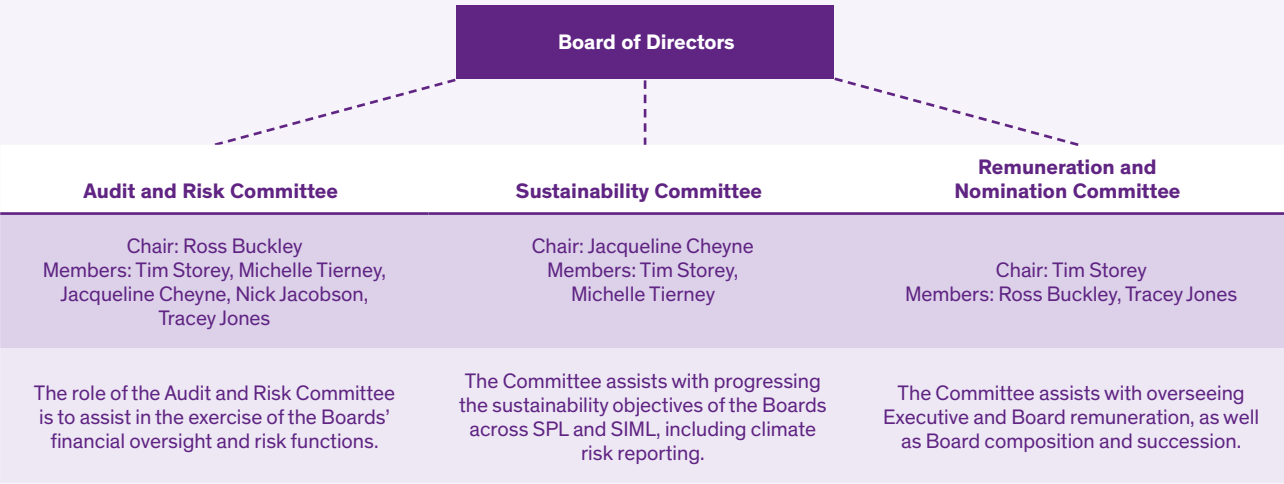 Board of Directors
Audit and Risk Committee
Sustainability Committee
Remuneration and
Nomination Committee
Chair: Ross Buckley
Members: Tim Storey, Michelle Tierney,
Jacqueline Cheyne, Nick Jacobson,
Tracey Jones
Chair: Jacqueline Cheyne
Members: Tim Storey,
Michelle Tierney
Chair: Tim Storey
Members: Ross Buckley, Tracey Jones
The role of the Audit and Risk Committee
is to assist in the exercise of the Boards’
financial oversight and risk functions.
The Committee assists with progressing
the sustainability objectives of the Boards
across SPL and SIML, including climate
risk reporting.
The Committee assists with overseeing
Executive and Board remuneration, as well
as Board composition and succession.